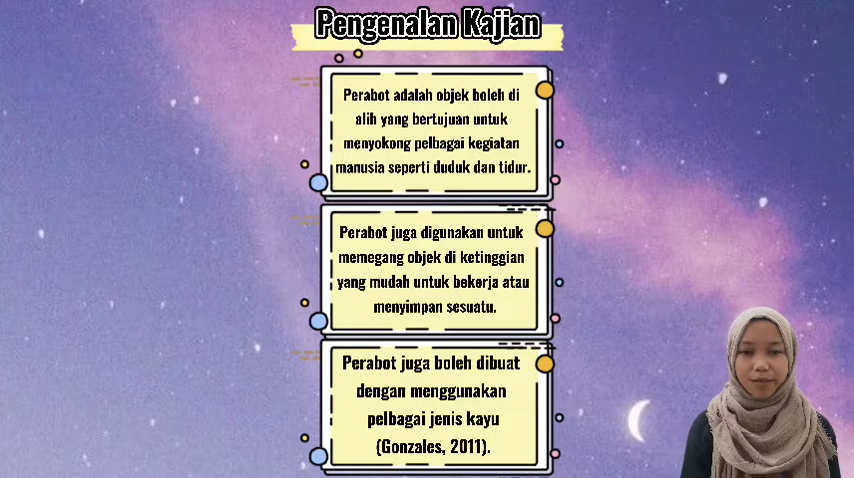 Pengenalan Kajian
Perabot adalah objek boleh di
alih yang bertujuan untuk
menyokong pelbagai kegiatan
manusia seperti duduk dan tidur.
Perabot juga digunakan untuk
memegang objek di ketinggian
yang mudah untuk bekerja atau
menyimpan sesuatu.
Perabot juga boleh dibuat
dengan menggunakan
pelbagai jenis kayu
(Gonzales, 2011).